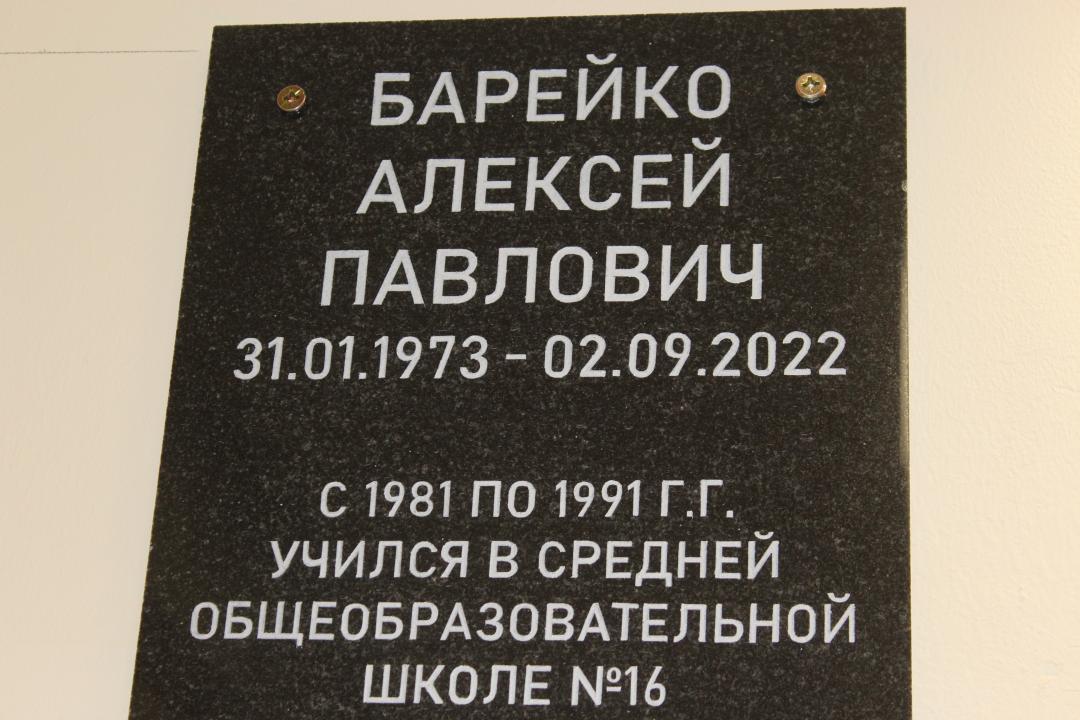 БАРЕЙКО
АЛЕКСЕЙ
ПАВЛОВИЧ
31.01.1973 - 02.09.2022
С 1981 ПО 1991 Г.Г.
УЧИЛСЯ В СРЕДНЕЙ
ОБЩЕОБРАЗОВАТЕЛЬНОЙ
ШКОЛЕ №16